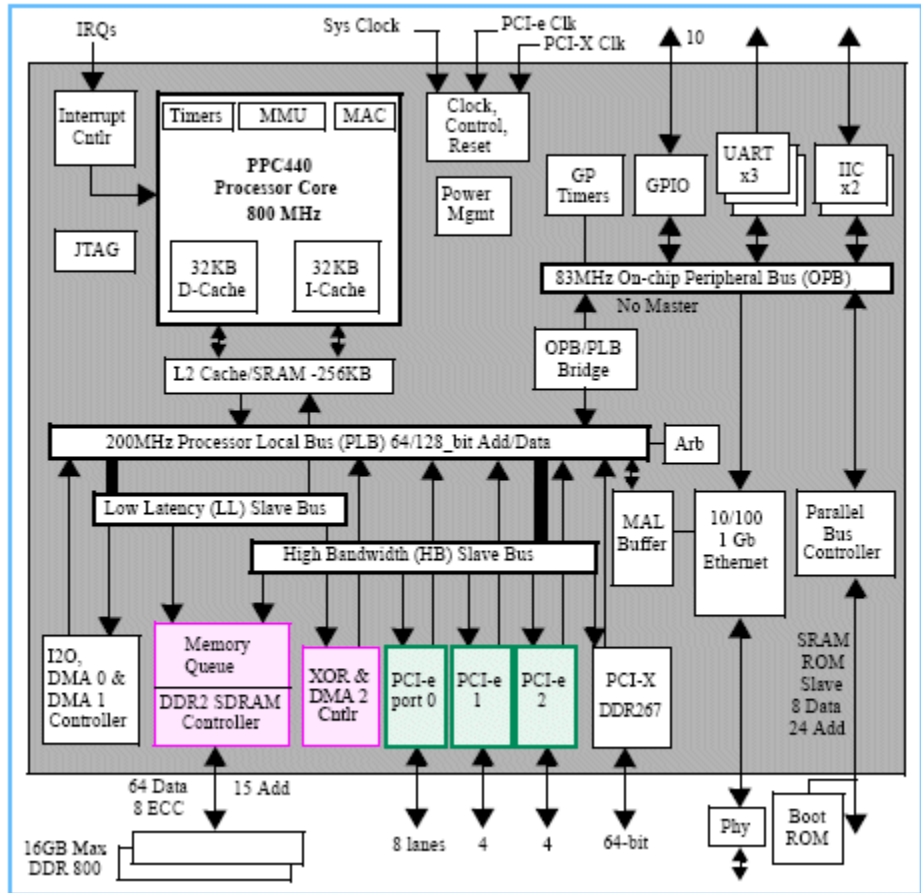 IRQs
Sys Clock
PCI-e Clk
PCI-X Clk
10
Interrupt
Cntlr
Timers
MMU
MAC
PPC440
Processor Core
800 MHz
32KB
D-Cache
32KB
I-Cache
JTAG
Clock,
Control,
Reset
Power
Mgmt
GP
Timers
GPIO
UART
x3
IIC
x2
83MHz On-chip Peripheral Bus (OPB)
No Master
OPB/PLB
Bridge
L2 Cache/SRAM -256KB
200MHz Processor Local Bus (PLB) 64/128_bit Add/Data
Arb
Low Latency (LL) Slave Bus
High Bandwidth (HB) Slave Bus
MAL
Buffer
10/100
1 Gb
Ethernet
Parallel
Bus
Controller
I2O,
DMA 0 &
DMA 1
Controller
Memory
Queue
DDR2 SDRAM
Controller
XOR &
DMA 2
Cntlr
PCI-e
port 0
PCI-e
1
PCI-e
2
PCI-X
DDR267
SRAM
ROM
Slave
8 Data
24 Add
64 Data
8 ECC
15 Add
16GB Max
DDR 800
8 lanes
4
4
64-bit
Phy
Boot
ROM